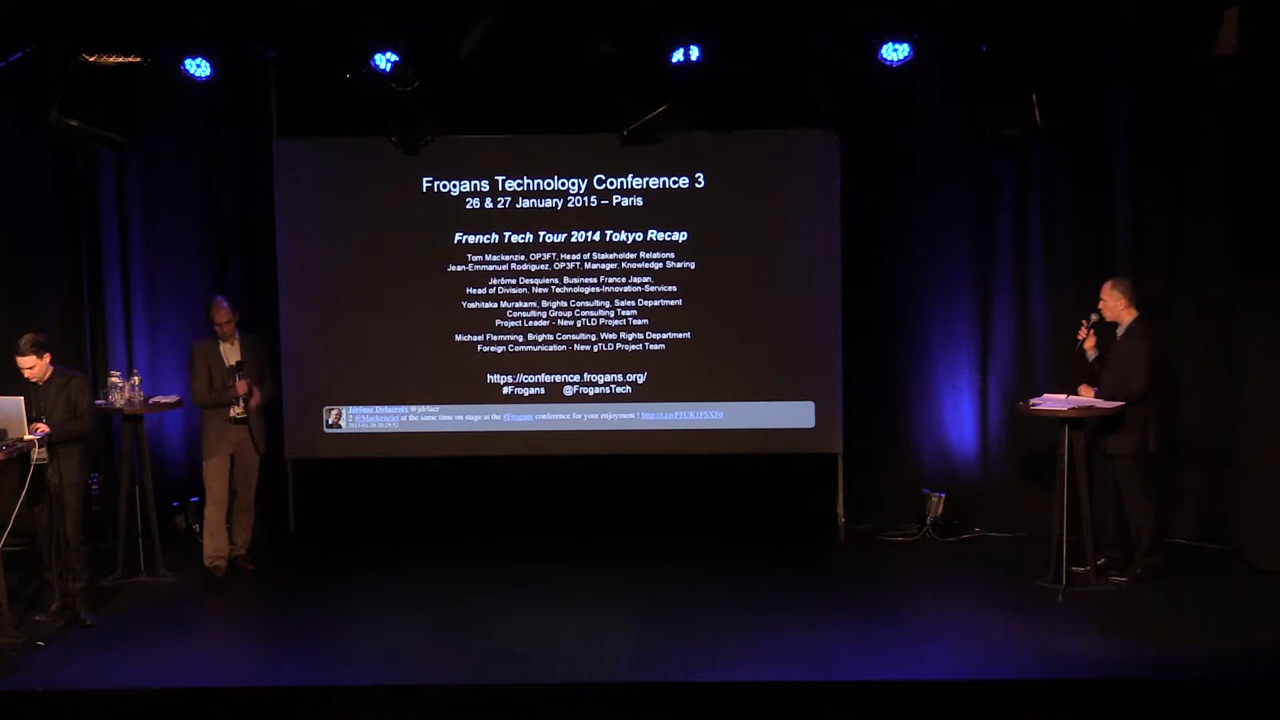 Frogans Technology Conference 3
26 & 27 January 2015 – Paris
French Tech Tour 2014 Tokyo Recap
Tom Mackenzie, OP3FT, Head of Stakeholder Relations
Jean-Emmanuel Rodriguez, OP3FT, Manager, Knowledge Sharing
Jérôme Desquiens, Business France Japan,
Head of Division, New Technologies-Innovation-Services
Yoshitaka Murakami, Brights Consulting, Sales Department
Consulting Group Consulting Team
Project Leader - New gTLD Project Team
Michael Flemming, Brights Consulting, Web Rights Department
Foreign Communication - New gTLD Project Team
https://conference.frogans.org/
#Frogans @FrogansTech
Jérôme Delacroix @jdelacr
2 @Mackenziet at the same time on stage at the #Frogans conference for your enjoyment !